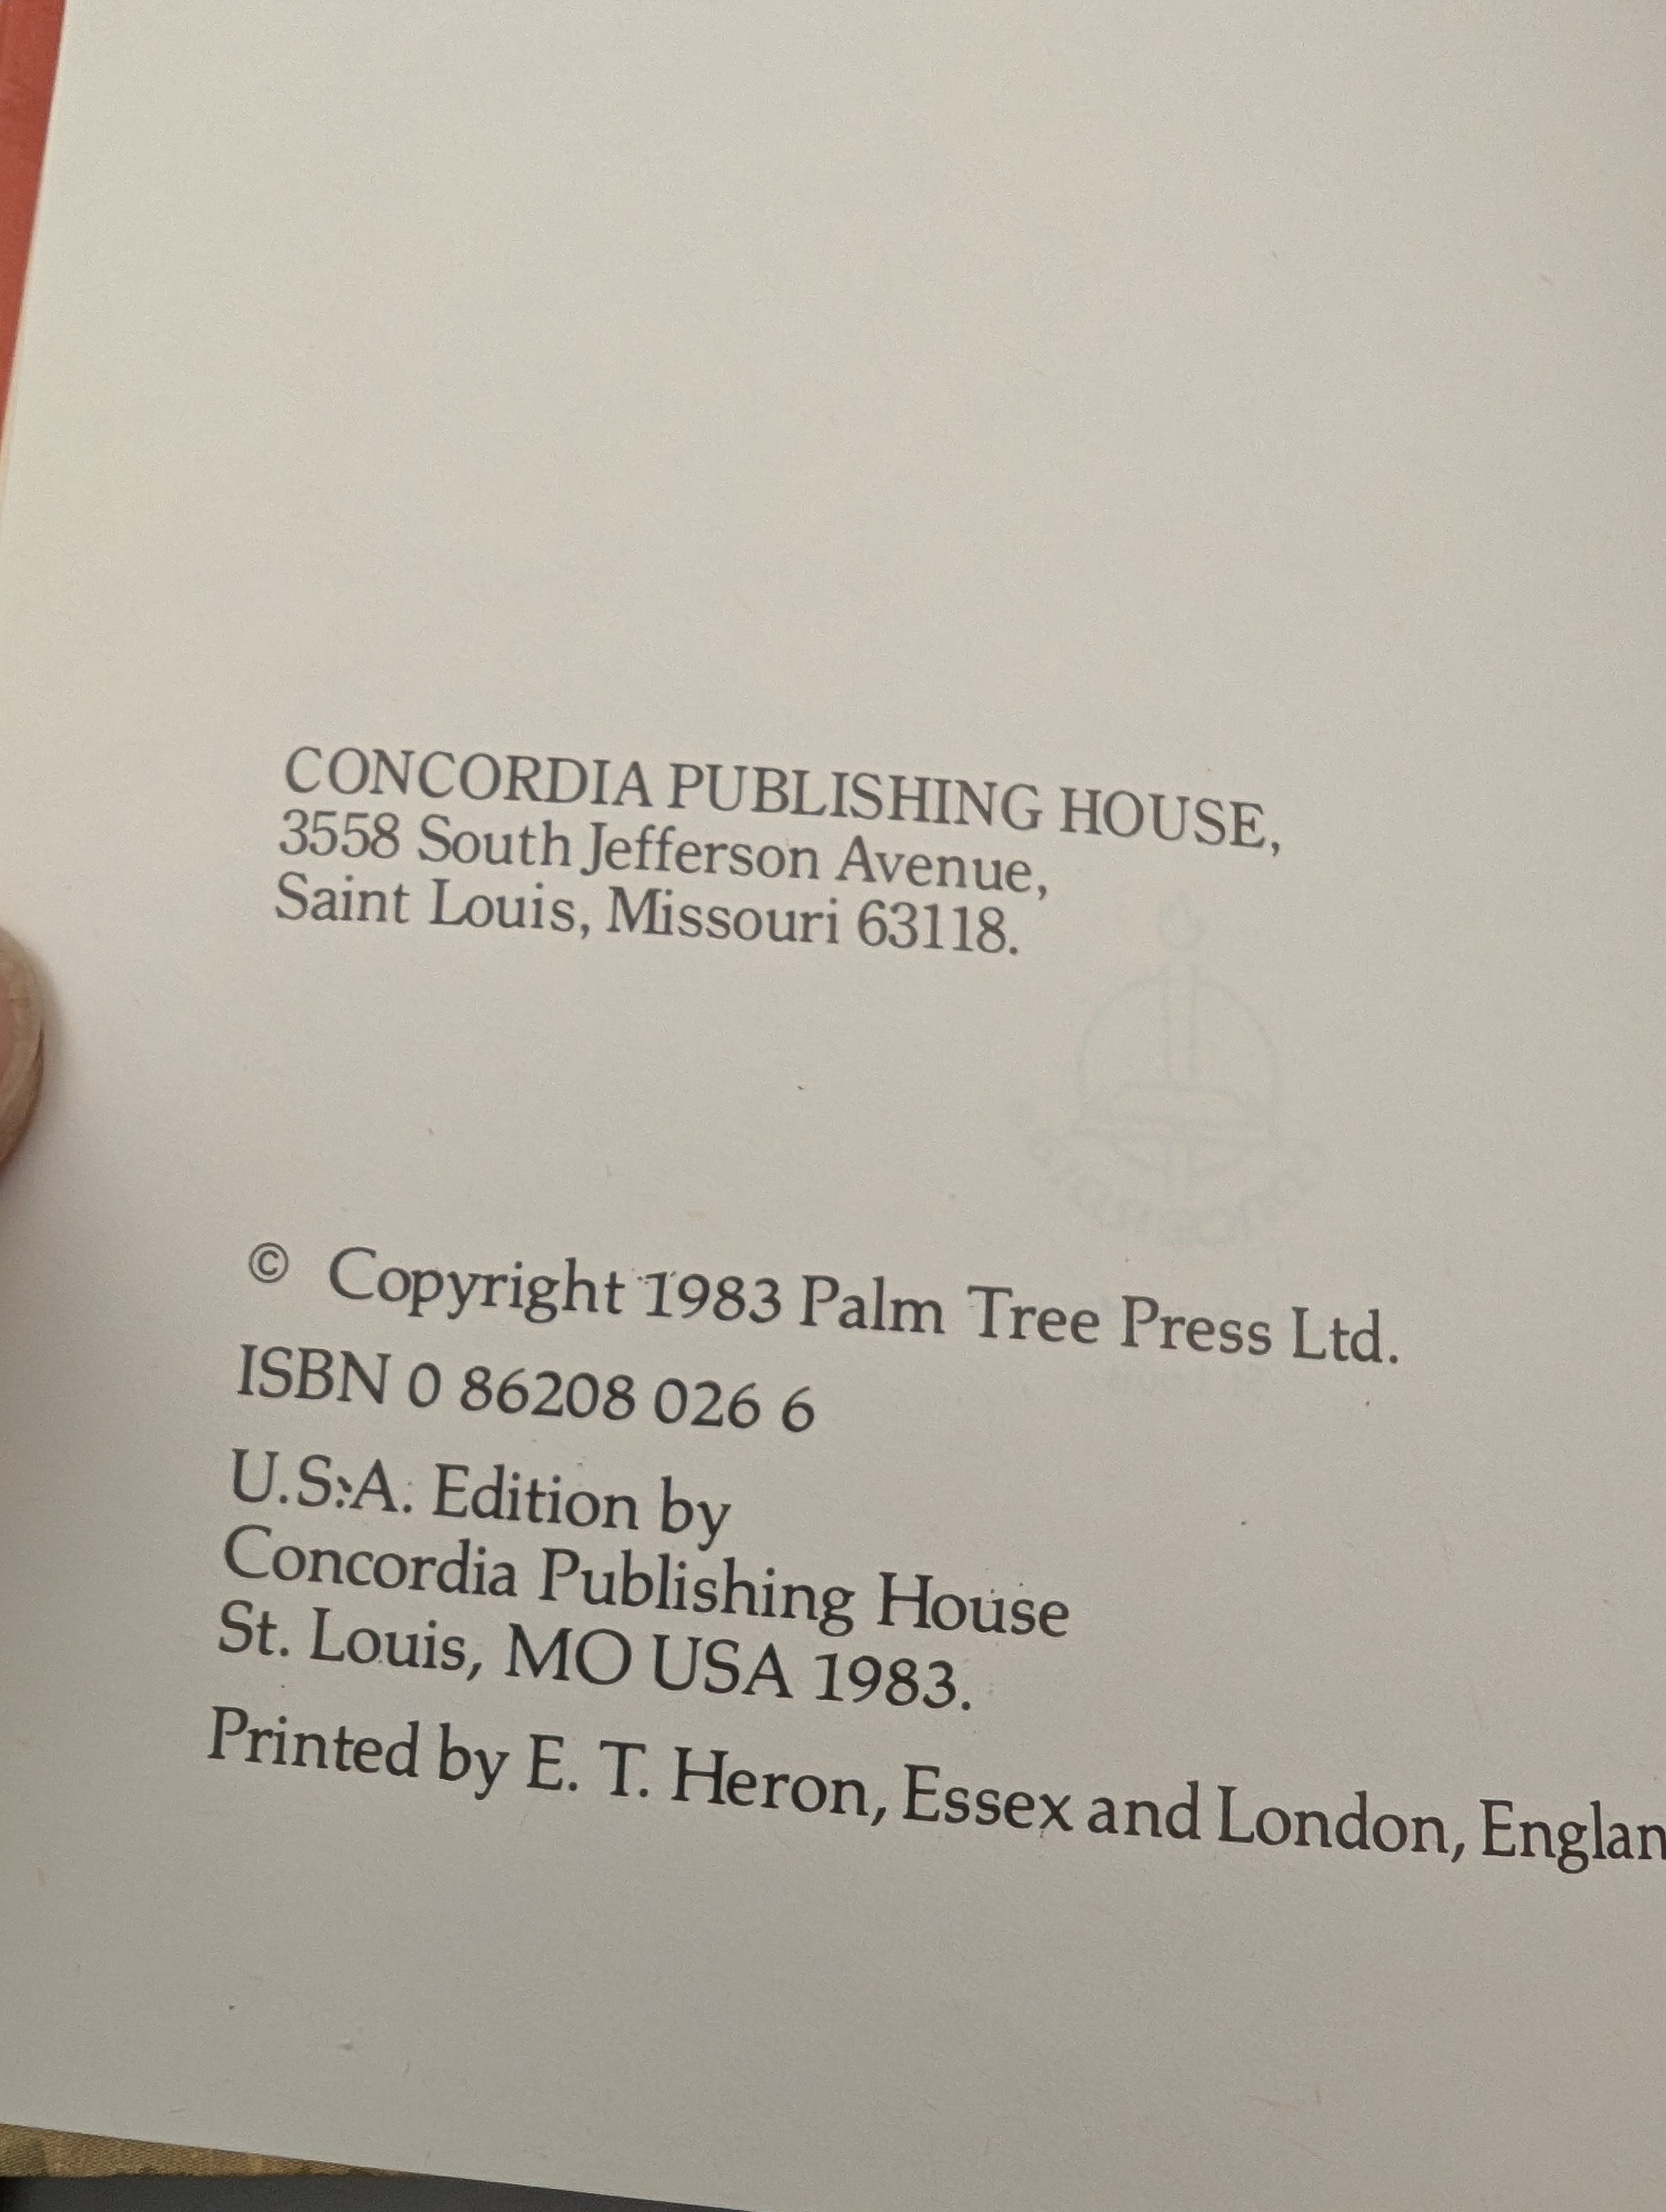 CONCORDIA PUBLISHING HOUSE,
3558 South Jefferson Avenue,
Saint Louis, Missouri 63118.
© Copyright 1983 Palm Tree Press Ltd.
ISBN 0 86208 026 6
U.S.A. Edition by
Concordia Publishing House
St. Louis, MO USA 1983.
Printed by E. T. Heron, Essex and London, Englan